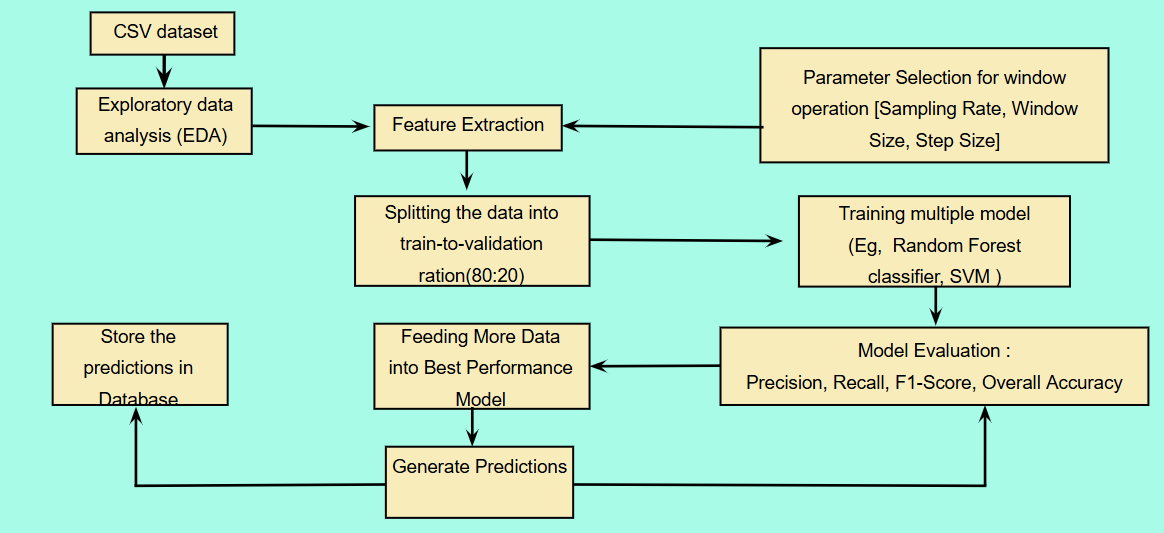 CSV dataset
Exploratory data
analysis (EDA)
Feature Extraction
Parameter Selection for window
operation [Sampling Rate, Window
Size, Step Size]
Splitting the data into
train-to-validation
ration(80:20)
Training multiple model
(Eg, Random Forest
classifier, SVM )
Store the
predictions in
Database
Feeding More Data
into Best Performance
Model
Model Evaluation :
Precision, Recall, F1-Score, Overall Accuracy
Generate Predictions